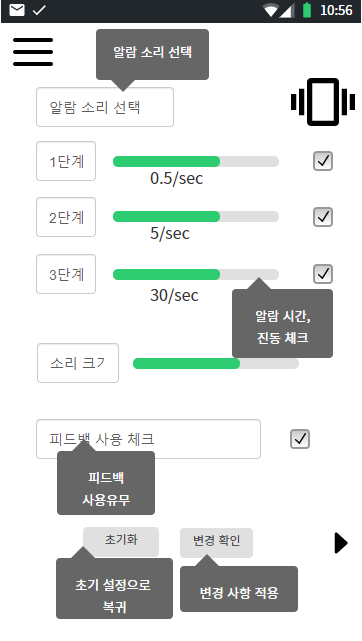 10:56
알람 소리 선택
알람 소리 선택
1단계
0.5/sec
2단계
5/sec
3단계
30/sec
알람 시간,
진동 체크
소리 크기
피드백 사용 체크
피드백
사용유무
초기화
변경 확인
초기 설정으로
복귀
변경 사항 적용